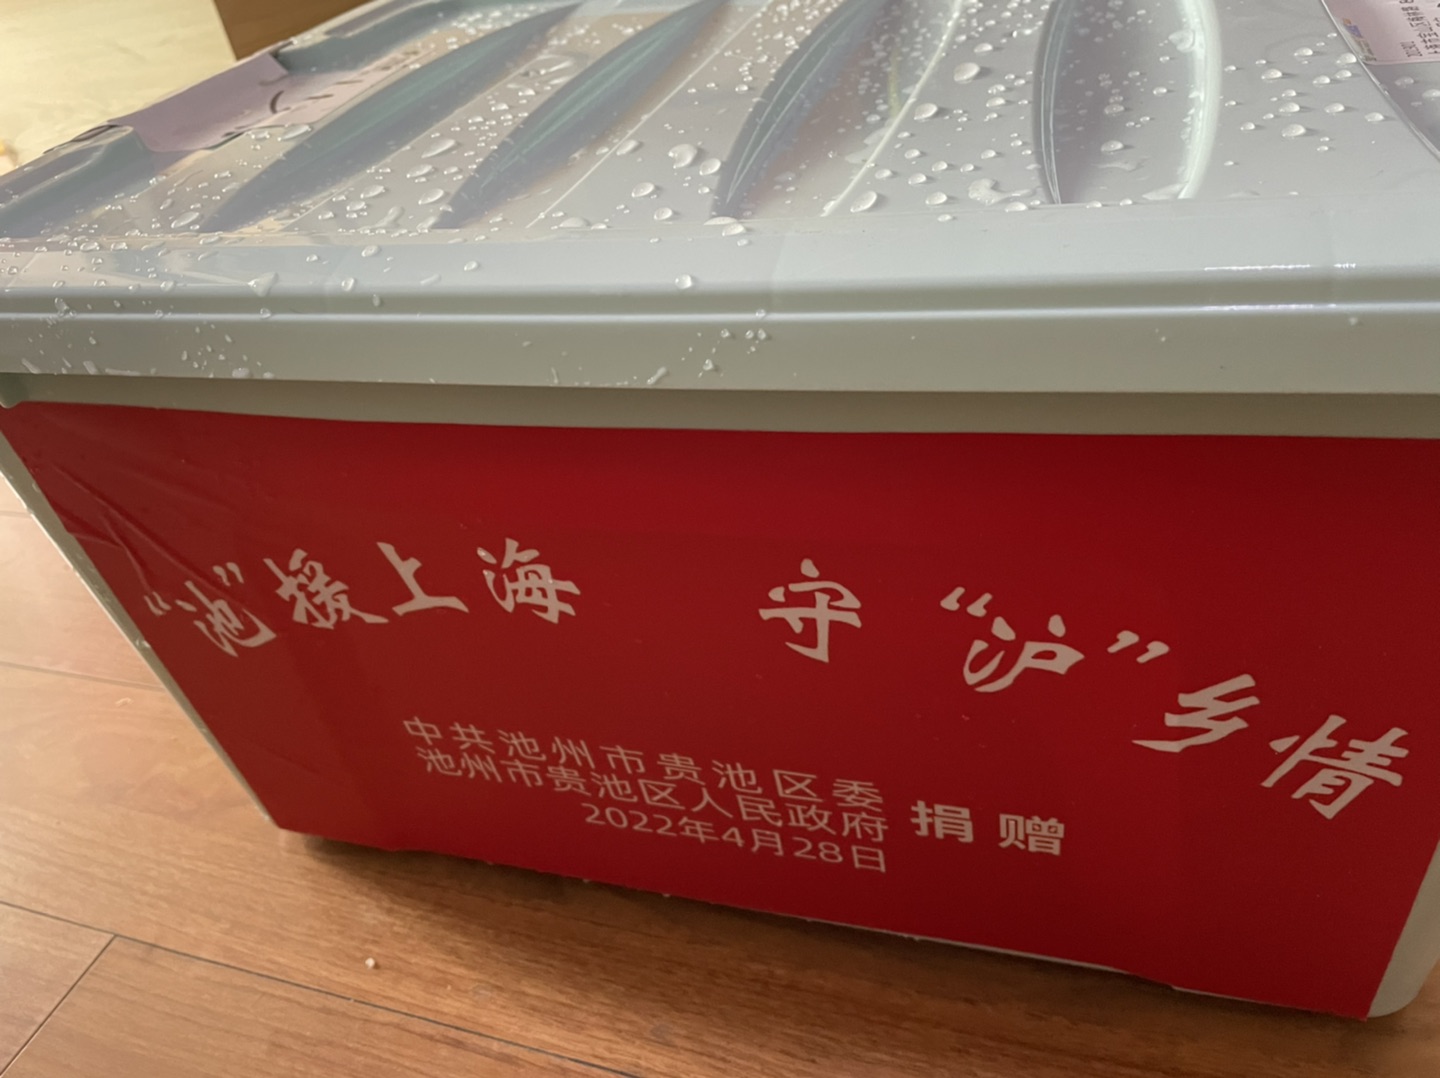 “池”援上海 守“沪”乡情
中共池州市贵池区委
池州市贵池区人民政府 捐赠
2022年4月28日